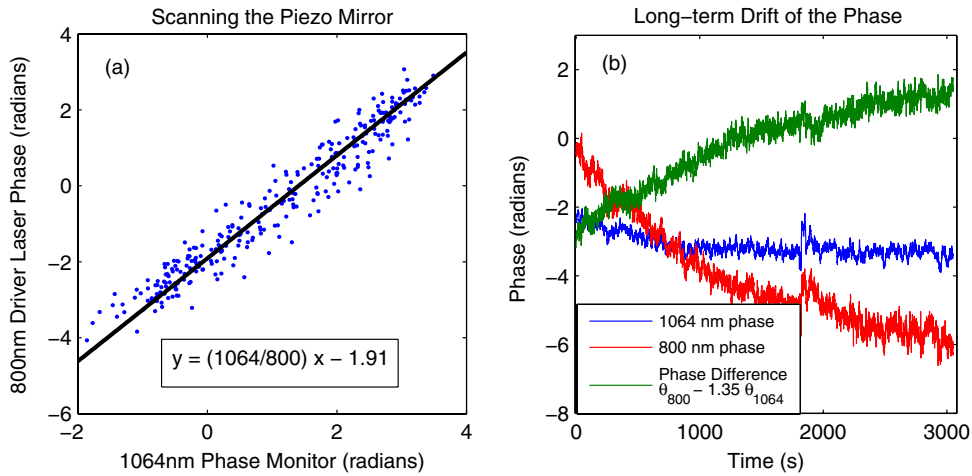 Scanning the Piezo Mirror
(a)
800nm Driver Laser Phase (radians)
4
2
0
−2
−4
−6
y = (1064/800) x − 1.91
−2 0 2 4
1064nm Phase Monitor (radians)
Long−term Drift of the Phase
(b)
Phase (radians)
2
0
−2
−4
−6
−8
1064 nm phase
800 nm phase
Phase Difference
θ800 − 1.35 θ1064
0 1000 2000 3000
Time (s)